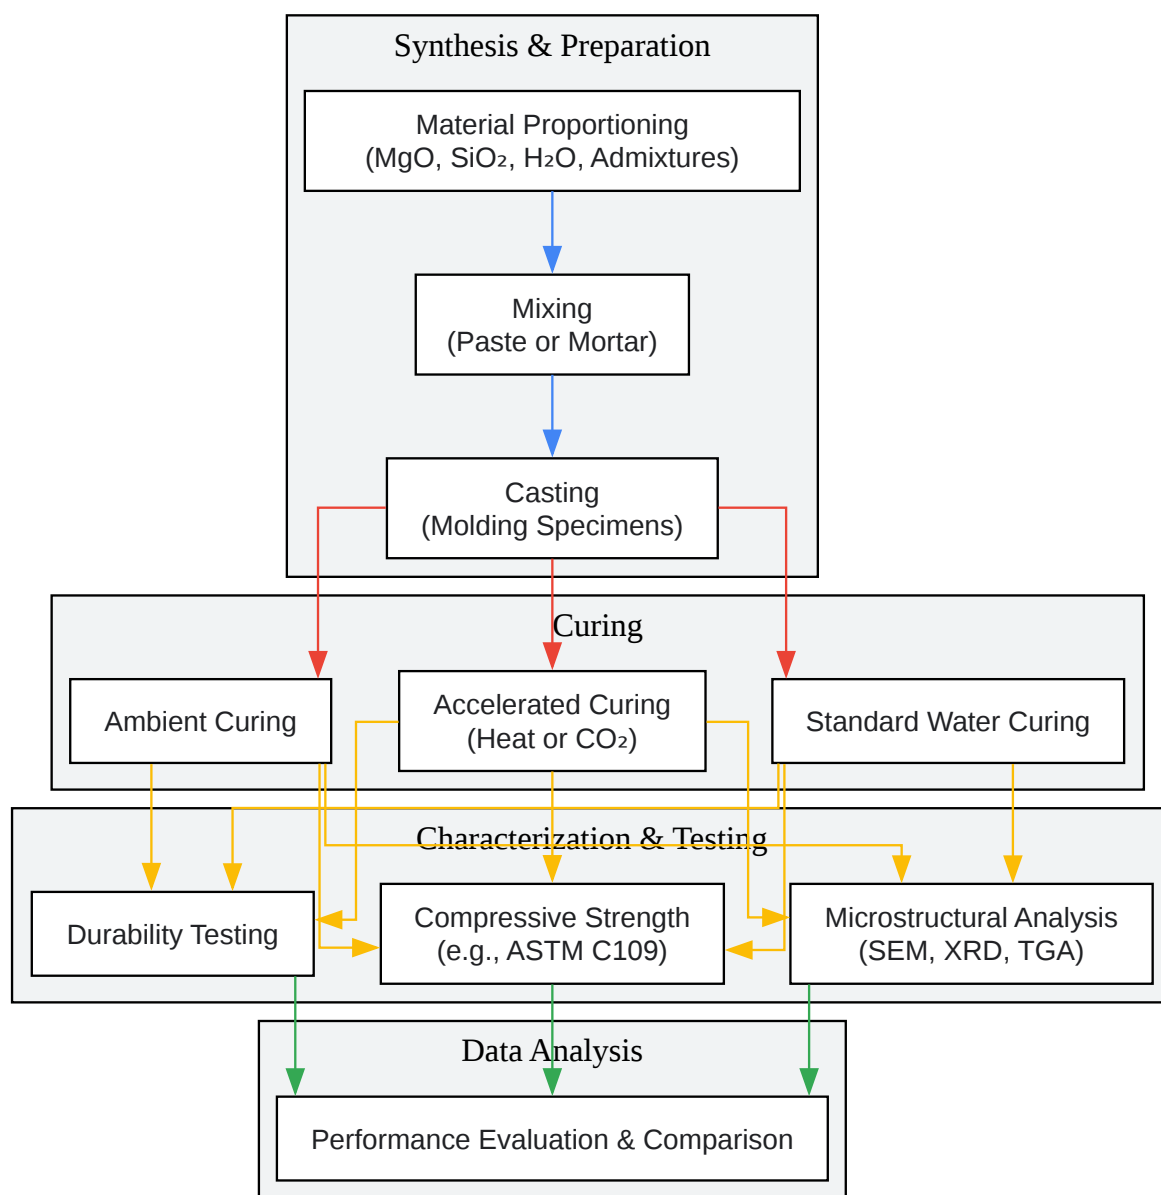 Synthesis & Preparation
Material Proportioning
(MgO, SiO₂, H₂O, Admixtures)
Mixing
(Paste or Mortar)
Casting
(Molding Specimens)
Curing
Ambient Curing
Accelerated Curing
(Heat or CO₂)
Standard Water Curing
Characterization & Testing
Durability Testing
Compressive Strength
(e.g., ASTM C109)
Microstructural Analysis
(SEM, XRD, TGA)
Data Analysis
Performance Evaluation & Comparison